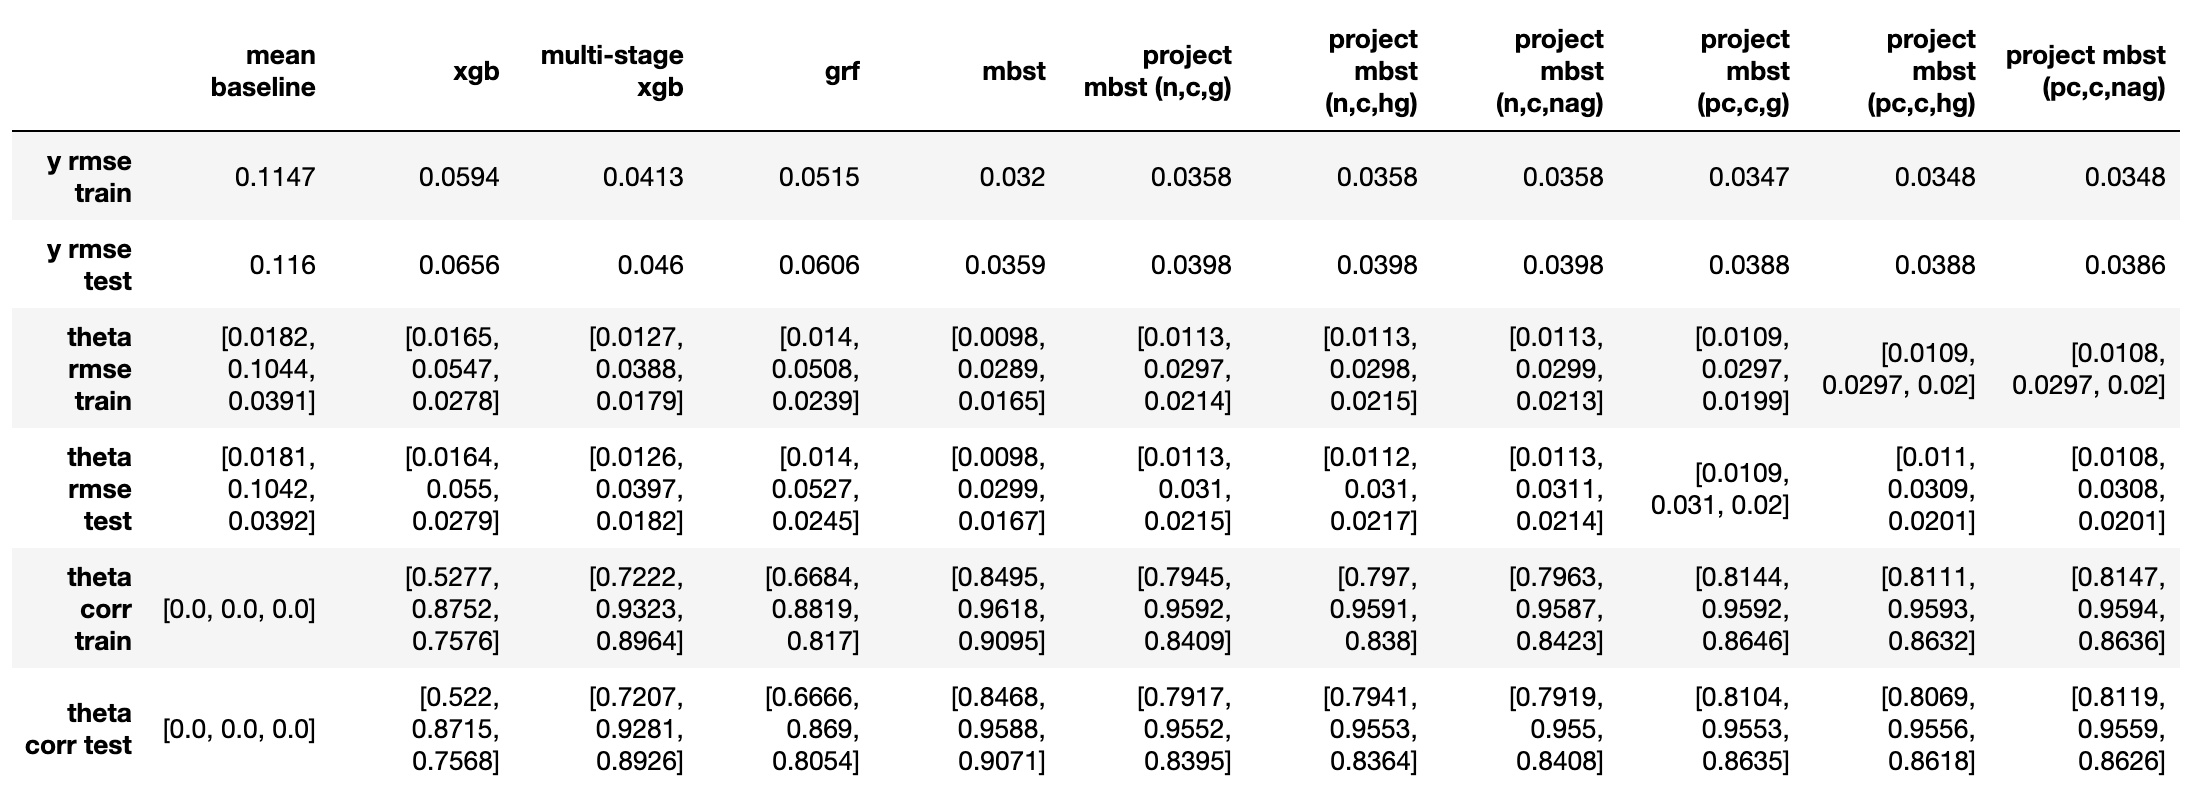 mean baseline xgb multi-stage xgb grf mbst project mbst (n,c,g) project mbst (n,c,hg) project mbst (n,c,nag) project mbst (pc,c,g) project mbst (pc,c,hg) project mbst (pc,c,nag)
y rmse train 0.1147 0.0594 0.0413 0.0515 0.032 0.0358 0.0358 0.0358 0.0347 0.0348 0.0348
y rmse test 0.116 0.0656 0.046 0.0606 0.0359 0.0398 0.0398 0.0398 0.0388 0.0388 0.0386
theta rmse train [0.0182, 0.1044, 0.0391] [0.0165, 0.0547, 0.0278] [0.0127, 0.0388, 0.0179] [0.014, 0.0508, 0.0239] [0.0098, 0.0289, 0.0165] [0.0113, 0.0297, 0.0214] [0.0113, 0.0298, 0.0215] [0.0113, 0.0299, 0.0213] [0.0109, 0.0297, 0.0199] [0.0109, 0.0297, 0.02] [0.0108, 0.0297, 0.02]
theta rmse test [0.0181, 0.1042, 0.0392] [0.0164, 0.055, 0.0279] [0.0126, 0.0397, 0.0182] [0.014, 0.0527, 0.0245] [0.0098, 0.0299, 0.0167] [0.0113, 0.031, 0.0215] [0.0112, 0.031, 0.0217] [0.0113, 0.0311, 0.0214] [0.0109, 0.031, 0.02] [0.011, 0.0309, 0.0201] [0.0108, 0.0308, 0.0201]
theta corr train [0.0, 0.0, 0.0] [0.5277, 0.8752, 0.7576] [0.7222, 0.9323, 0.8964] [0.6684, 0.8819, 0.817] [0.8495, 0.9618, 0.9095] [0.7945, 0.9592, 0.8409] [0.797, 0.9591, 0.838] [0.7963, 0.9587, 0.8423] [0.8144, 0.9592, 0.8646] [0.8111, 0.9593, 0.8632] [0.8147, 0.9594, 0.8636]
theta corr test [0.0, 0.0, 0.0] [0.522, 0.8715, 0.7568] [0.7207, 0.9281, 0.8926] [0.6666, 0.869, 0.8054] [0.8468, 0.9588, 0.9071] [0.7917, 0.9552, 0.8395] [0.7941, 0.9553, 0.8364] [0.7919, 0.955, 0.8408] [0.8104, 0.9553, 0.8635] [0.8069, 0.9556, 0.8618] [0.8119, 0.9559, 0.8626]